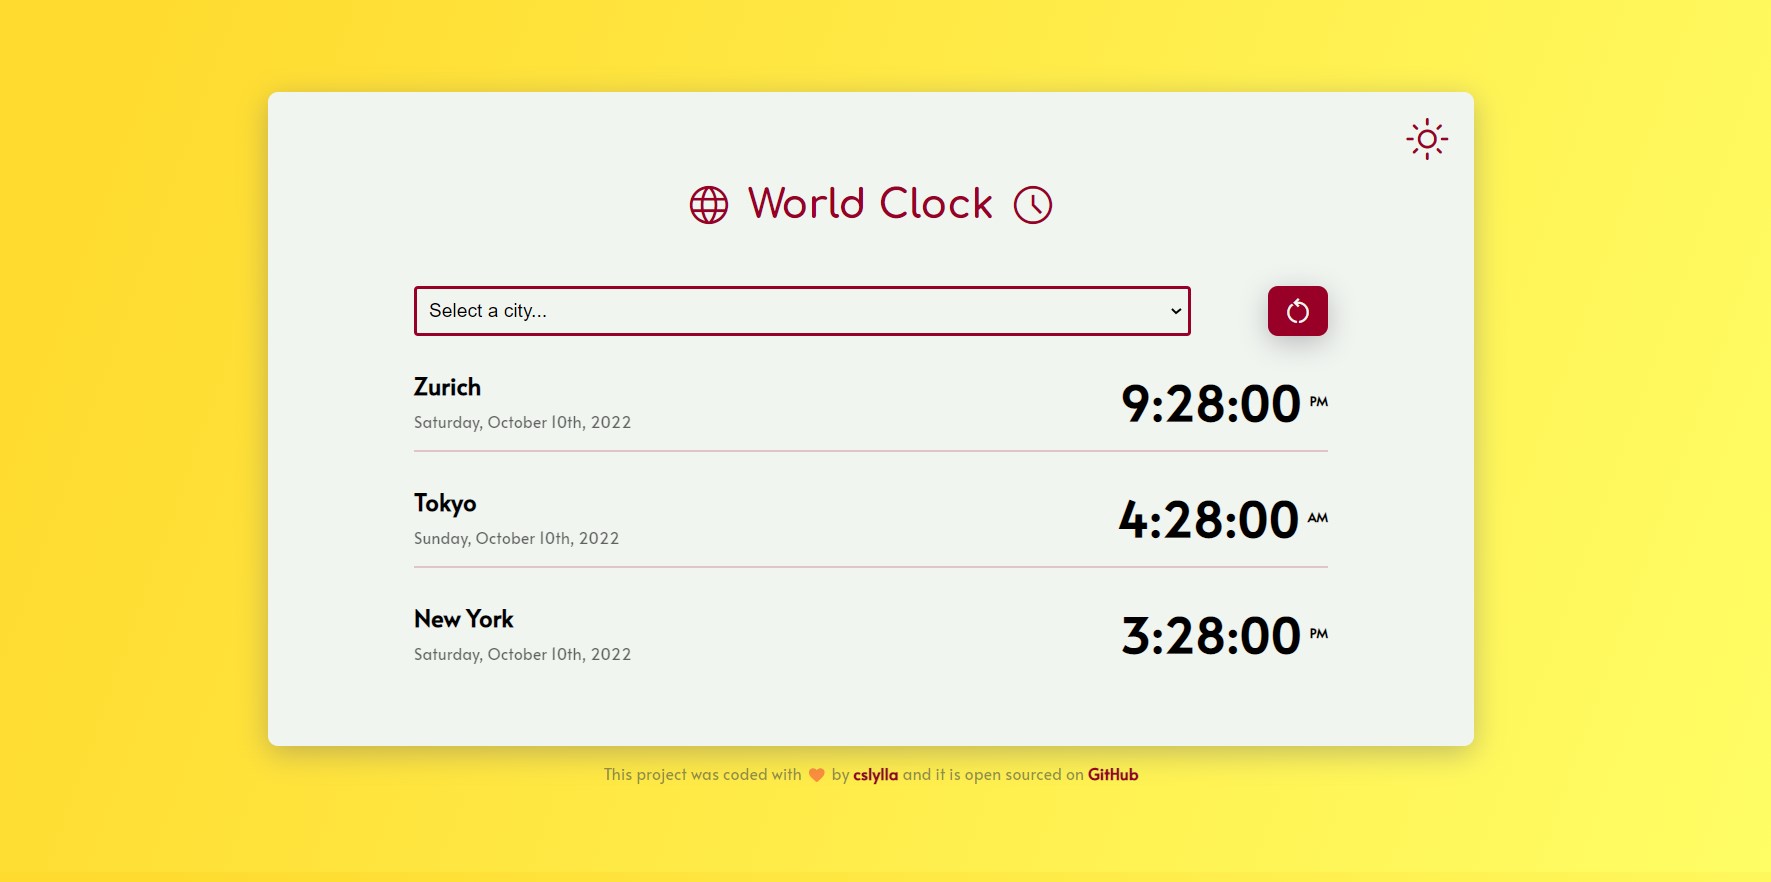 World Clock
Select a city...
Zurich
9:28:00 PM
Saturday, October 10th, 2022
Tokyo
4:28:00 AM
Sunday, October 10th, 2022
New York
3:28:00 PM
Saturday, October 10th, 2022
This project was coded with 🧡 by cslylla and it is open sourced on GitHub